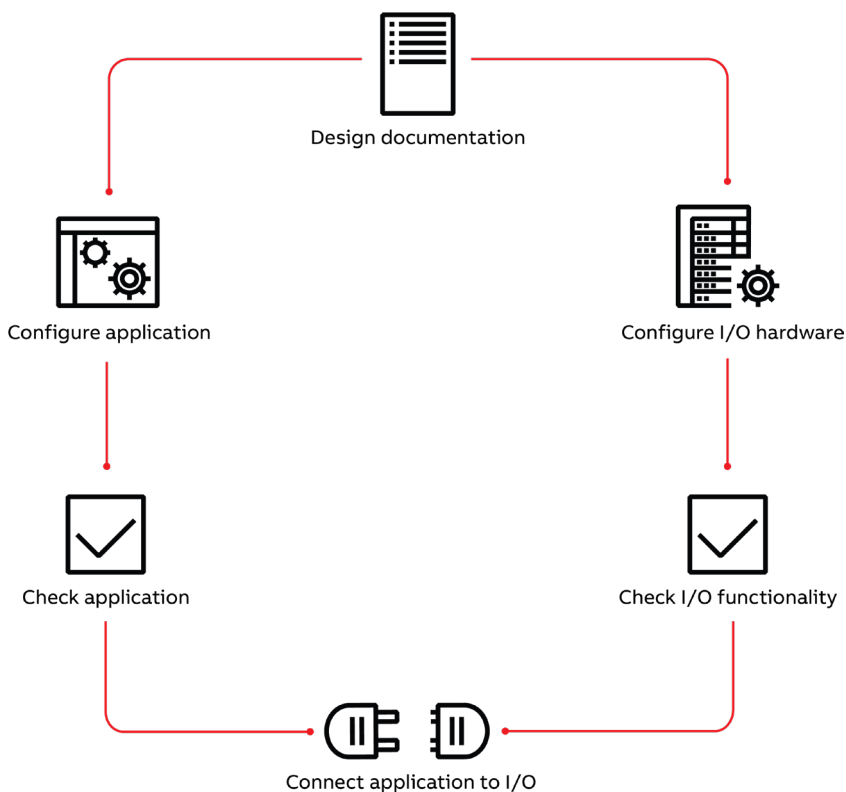 Design documentation
Configure application
Configure I/O hardware
Check application
Check I/O functionality
Connect application to I/O